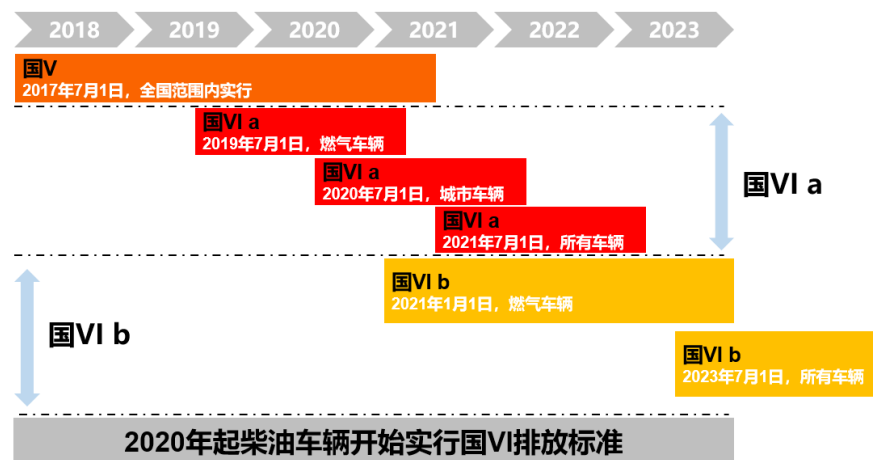 2018 2019 2020 2021 2022 2023
国V
2017年7月1日，全国范围内实行
国VI a
2019年7月1日，燃气车辆
国VI a
2020年7月1日，城市车辆
国VI a
2021年7月1日，所有车辆
国VI a
国VI b
2021年1月1日，燃气车辆
国VI b
国VI b
2023年7月1日，所有车辆
2020年起柴油车辆开始实行国VI排放标准